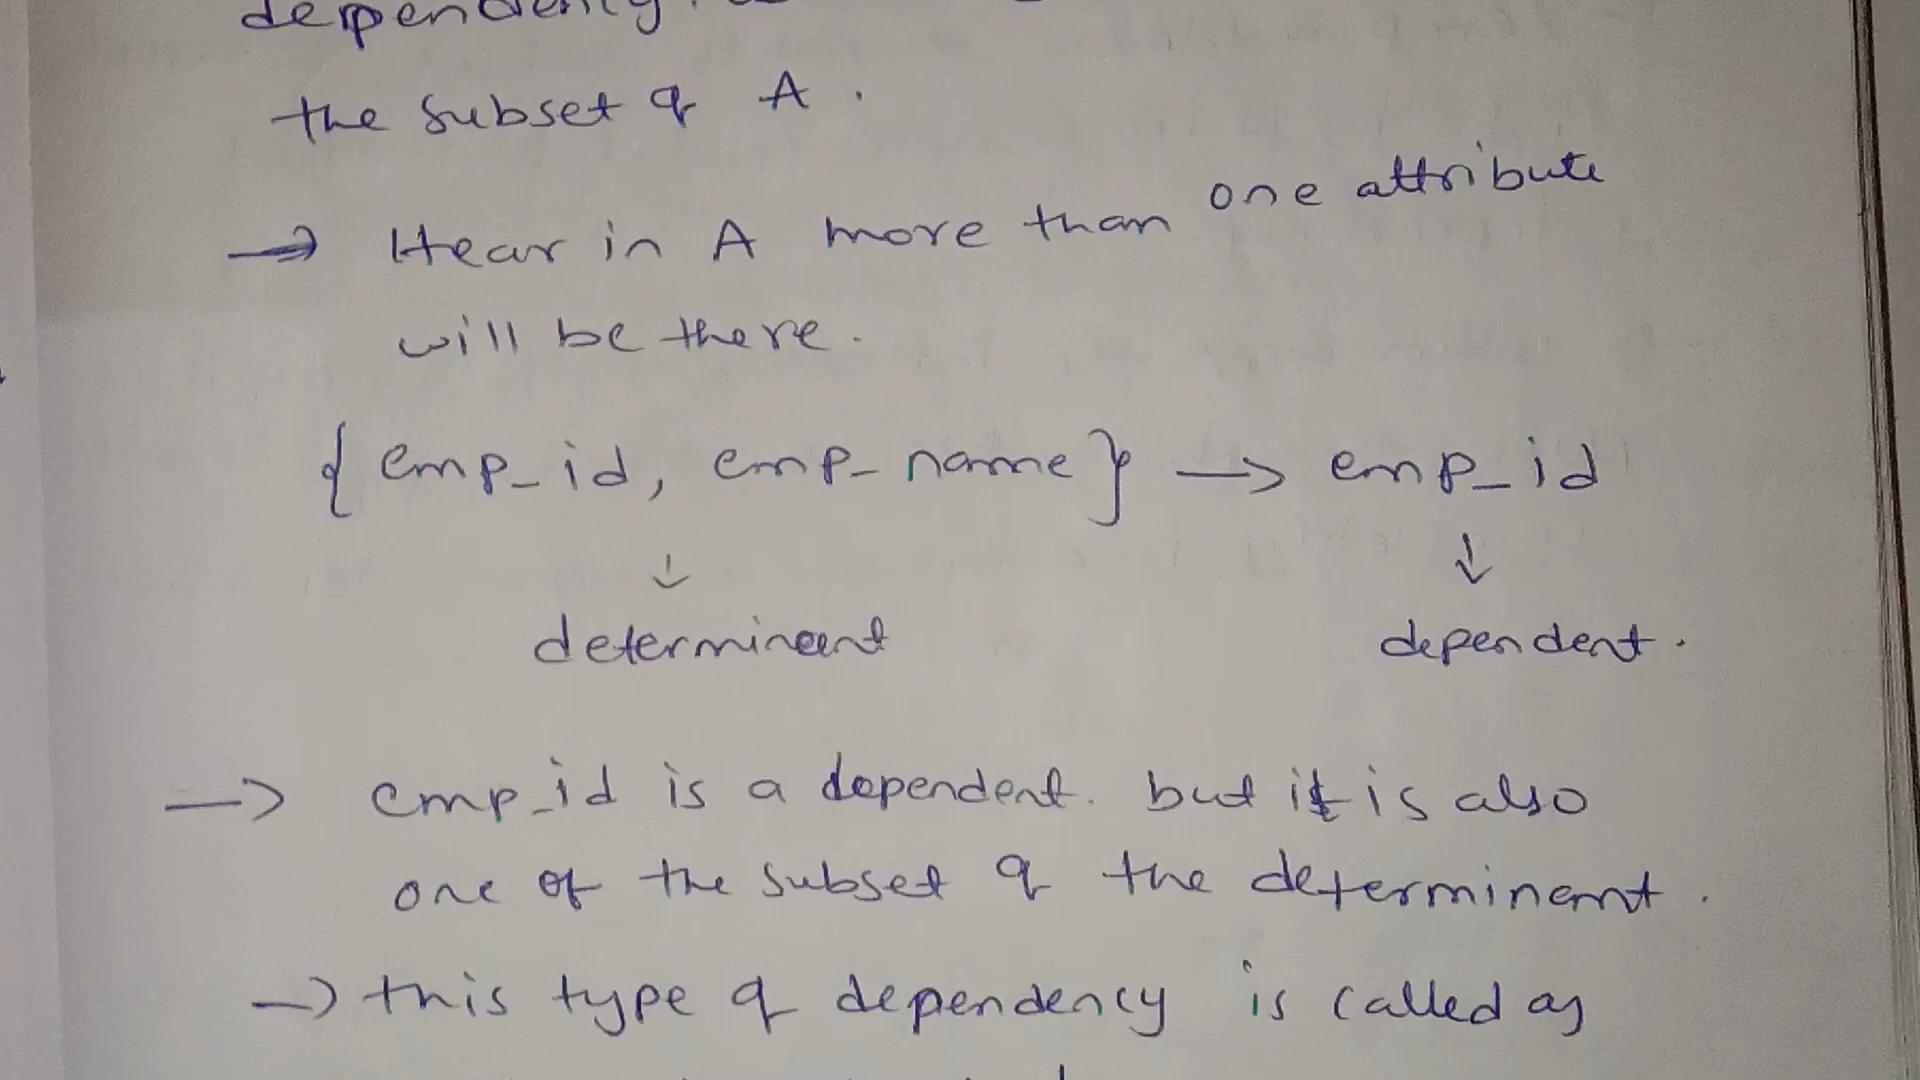 dependency.
the subset of A.
→ Hear in A more than one attribute
will be there.
{ emp_id, emp_name } → emp_id
↓ ↓
determinent dependent.
→ emp_id is a dependent. but it is also
one of the subset of the determinent.
→ this type of dependency is called as